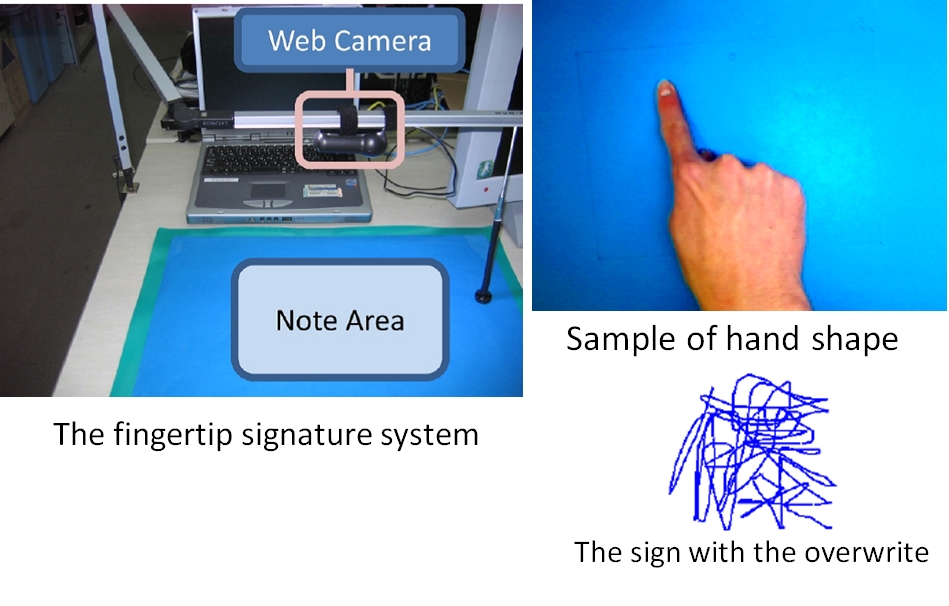 Web Camera
Note Area
The fingertip signature system
Sample of hand shape
The sign with the overwrite